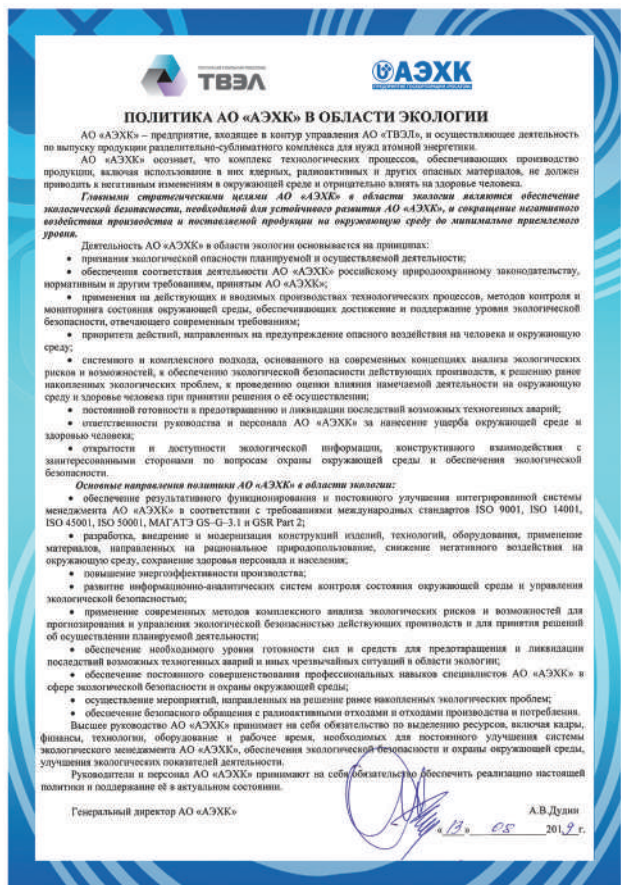 ТВЭЛ
АЭХК
ПОЛИТИКА АО «АЭХК» В ОБЛАСТИ ЭКОЛОГИИ
АО «АЭХК» – предприятие, входящее в контур управления АО «ТВЭЛ», и осуществляющее деятельность
по выпуску продукции разделительно-сублиматного комплекса для нужд атомной энергетики.
АО «АЭХК» осознает, что комплекс технологических процессов, обеспечивающих производство
продукции, включая использование в них ядерных, радиоактивных и других опасных материалов, не должен
приводить к негативным изменениям в окружающей среде и отрицательно влиять на здоровье человека.
Главными стратегическими целями АО «АЭХК» в области экологии являются обеспечение
экологической безопасности, необходимой для устойчивого развития АО «АЭХК», и сокращение негативного
воздействия производства и поставляемой продукции на окружающую среду до минимально приемлемого
уровня.
Деятельность АО «АЭХК» в области экологии основывается на принципах:
• признания экологической опасности планируемой и осуществляемой деятельности;
• обеспечения соответствия деятельности АО «АЭХК» российскому природоохранному законодательству,
нормативным и другим требованиям, принятым АО «АЭХК»;
• применения на действующих и вводимых производствах технологических процессов, методов контроля и
мониторинга состояния окружающей среды, обеспечивающих достижение и поддержание уровня экологической
безопасности, отвечающего современным требованиям;
• приоритета действий, направленных на предупреждение опасного воздействия на человека и окружающую
среду;
• системного и комплексного подхода, основанного на современных концепциях анализа экологических
рисков и возможностей, к обеспечению экологической безопасности действующих производств, к решению ранее
накопленных экологических проблем, к проведению оценки влияния намечаемой деятельности на окружающую
среду и здоровье человека при принятии решения о её осуществлении;
• постоянной готовности к предотвращению и ликвидации последствий возможных техногенных аварий;
• ответственности руководства и персонала АО «АЭХК» за нанесение ущерба окружающей среде и
здоровью человека;
• открытости и доступности экологической информации, конструктивного взаимодействия с
заинтересованными сторонами по вопросам охраны окружающей среды и обеспечения экологической
безопасности.
Основные направления политики АО «АЭХК» в области экологии:
• обеспечение результативного функционирования и постоянного улучшения интегрированной системы
менеджмента АО «АЭХК» в соответствии с требованиями международных стандартов ISO 9001, ISO 14001,
ISO 45001, ISO 50001, МАГАТЭ GS–G–3.1 и GSR Part 2;
• разработка, внедрение и модернизация конструкций изделий, технологий, оборудования, применение
материалов, направленных на рациональное природопользование, снижение негативного воздействия на
окружающую среду, сохранение здоровья персонала и населения;
• повышение энергоэффективности производства;
• развитие информационно-аналитических систем контроля состояния окружающей среды и управления
экологической безопасностью;
• применение современных методов комплексного анализа экологических рисков и возможностей для
прогнозирования и управления экологической безопасностью действующих производств и для принятия решений
об осуществлении планируемой деятельности;
• обеспечение необходимого уровня готовности сил и средств для предотвращения и ликвидации
последствий возможных техногенных аварий и иных чрезвычайных ситуаций в области экологии;
• обеспечение постоянного совершенствования профессиональных навыков специалистов АО «АЭХК» в
сфере экологической безопасности и охраны окружающей среды;
• осуществление мероприятий, направленных на решение ранее накопленных экологических проблем;
• обеспечение безопасного обращения с радиоактивными отходами и отходами производства и потребления.
Высшее руководство АО «АЭХК» принимает на себя обязательство по выделению ресурсов, включая кадры,
финансы, технологии, оборудование и рабочее время, необходимых для постоянного улучшения системы
экологического менеджмента АО «АЭХК», обеспечения экологической безопасности и охраны окружающей среды,
улучшения экологических показателей деятельности.
Руководители и персонал АО «АЭХК» принимают на себя обязательство обеспечить реализацию настоящей
политики и поддержание её в актуальном состоянии.
Генеральный директор АО «АЭХК» А.В.Дудин
« 13 » 08 2019 г.